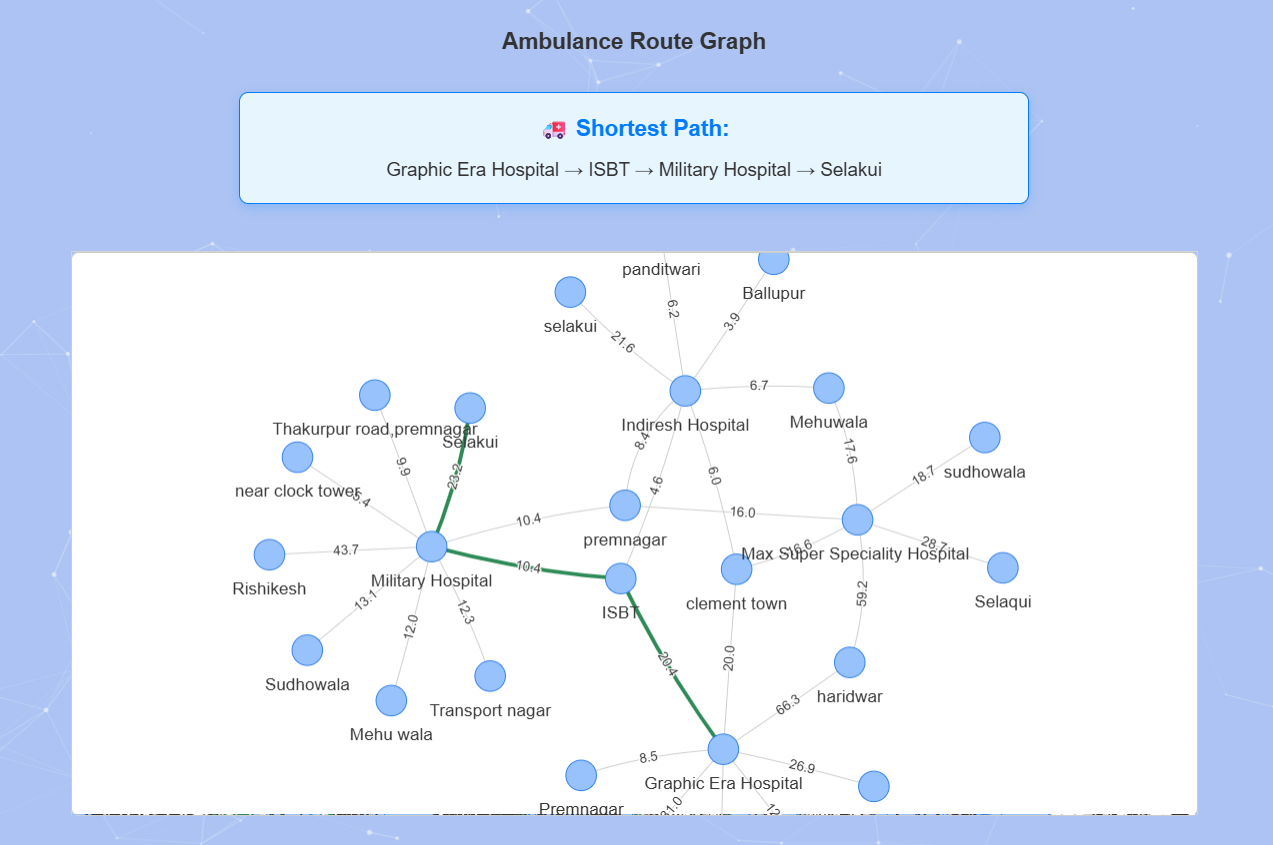 Ambulance Route Graph
🚑 Shortest Path:
Graphic Era Hospital → ISBT → Military Hospital → Selakui
panditwari
Ballupur
selakui
6.2
3.9
21.6
6.7
Indiresh Hospital
Mehuwala
Thakurpur road,premnagar
Selakui
8.4
17.6
near clock tower
5.4
9.9
23.2
4.6
6.0
18.7
sudhowala
10.4
premnagar
16.0
43.7
Rishikesh
Military Hospital
10.4
16.6
Max Super Speciality Hospital
28.7
13.1
12.0
12.3
ISBT
clement town
59.2
Selaqui
Sudhowala
Mehu wala
Transport nagar
20.4
20.0
66.3
haridwar
8.5
Graphic Era Hospital
26.9
Premnagar
31.0